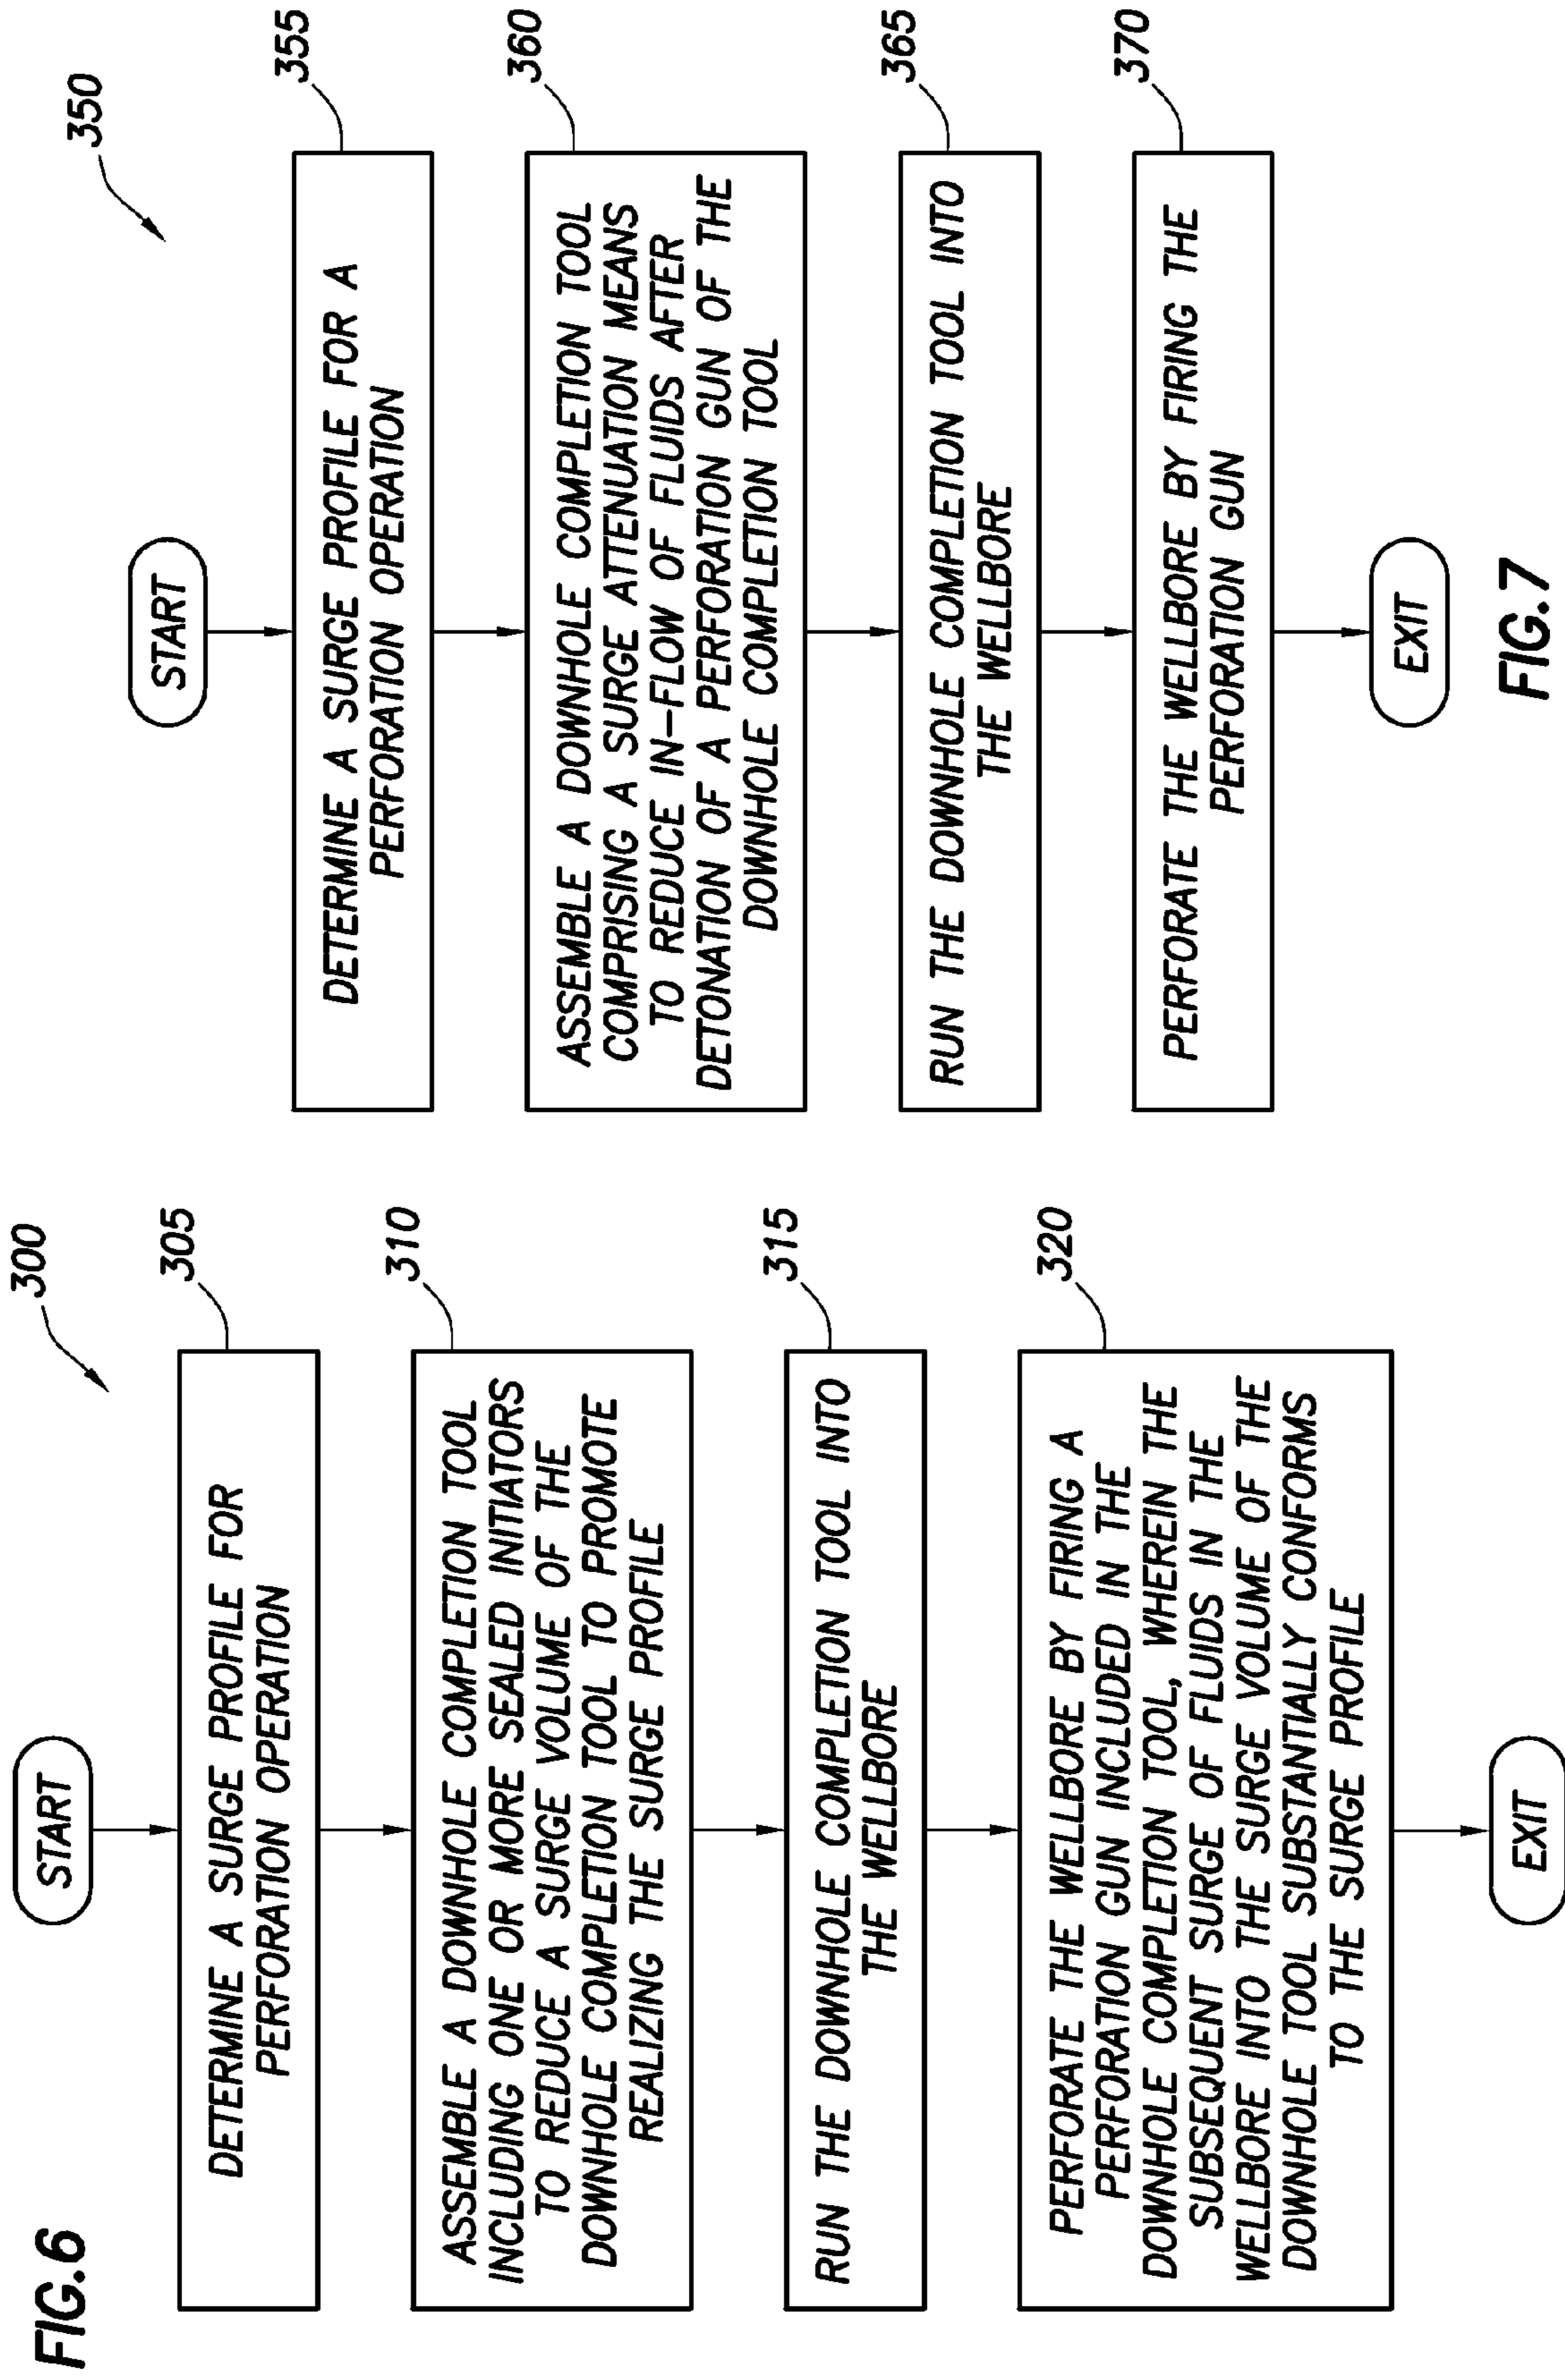 FIG.6
300
START
305
DETERMINE A SURGE PROFILE FOR
PERFORATION OPERATION
310
ASSEMBLE A DOWNHOLE COMPLETION TOOL
INCLUDING ONE OR MORE SEALED INITIATORS
TO REDUCE A SURGE VOLUME OF THE
DOWNHOLE COMPLETION TOOL TO PROMOTE
REALIZING THE SURGE PROFILE
315
RUN THE DOWNHOLE COMPLETION TOOL INTO
THE WELLBORE
320
PERFORATE THE WELLBORE BY FIRING A
PERFORATION GUN INCLUDED IN THE
DOWNHOLE COMPLETION TOOL, WHEREIN THE
SUBSEQUENT SURGE OF FLUIDS IN THE
WELLBORE INTO THE SURGE VOLUME OF THE
DOWNHOLE TOOL SUBSTANTIALLY CONFORMS
TO THE SURGE PROFILE
EXIT
350
START
355
DETERMINE A SURGE PROFILE FOR A
PERFORATION OPERATION
360
ASSEMBLE A DOWNHOLE COMPLETION TOOL
COMPRISING A SURGE ATTENUATION MEANS
TO REDUCE IN-FLOW OF FLUIDS AFTER
DETONATION OF A PERFORATION GUN OF THE
DOWNHOLE COMPLETION TOOL
365
RUN THE DOWNHOLE COMPLETION TOOL INTO
THE WELLBORE
370
PERFORATE THE WELLBORE BY FIRING THE
PERFORATION GUN
EXIT
FIG.7